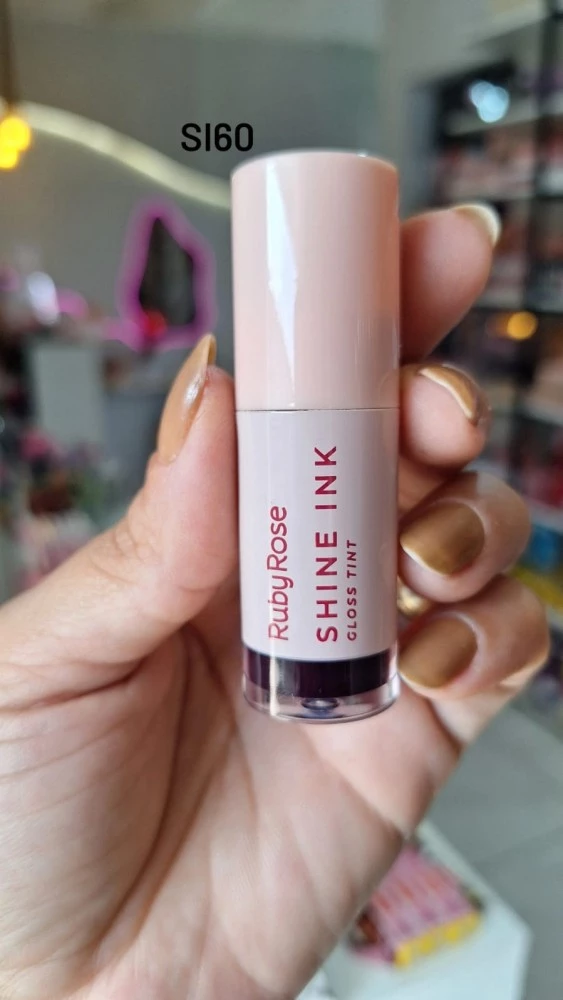 SI60
RubyRose
SHINE INK
GLOSS TINT